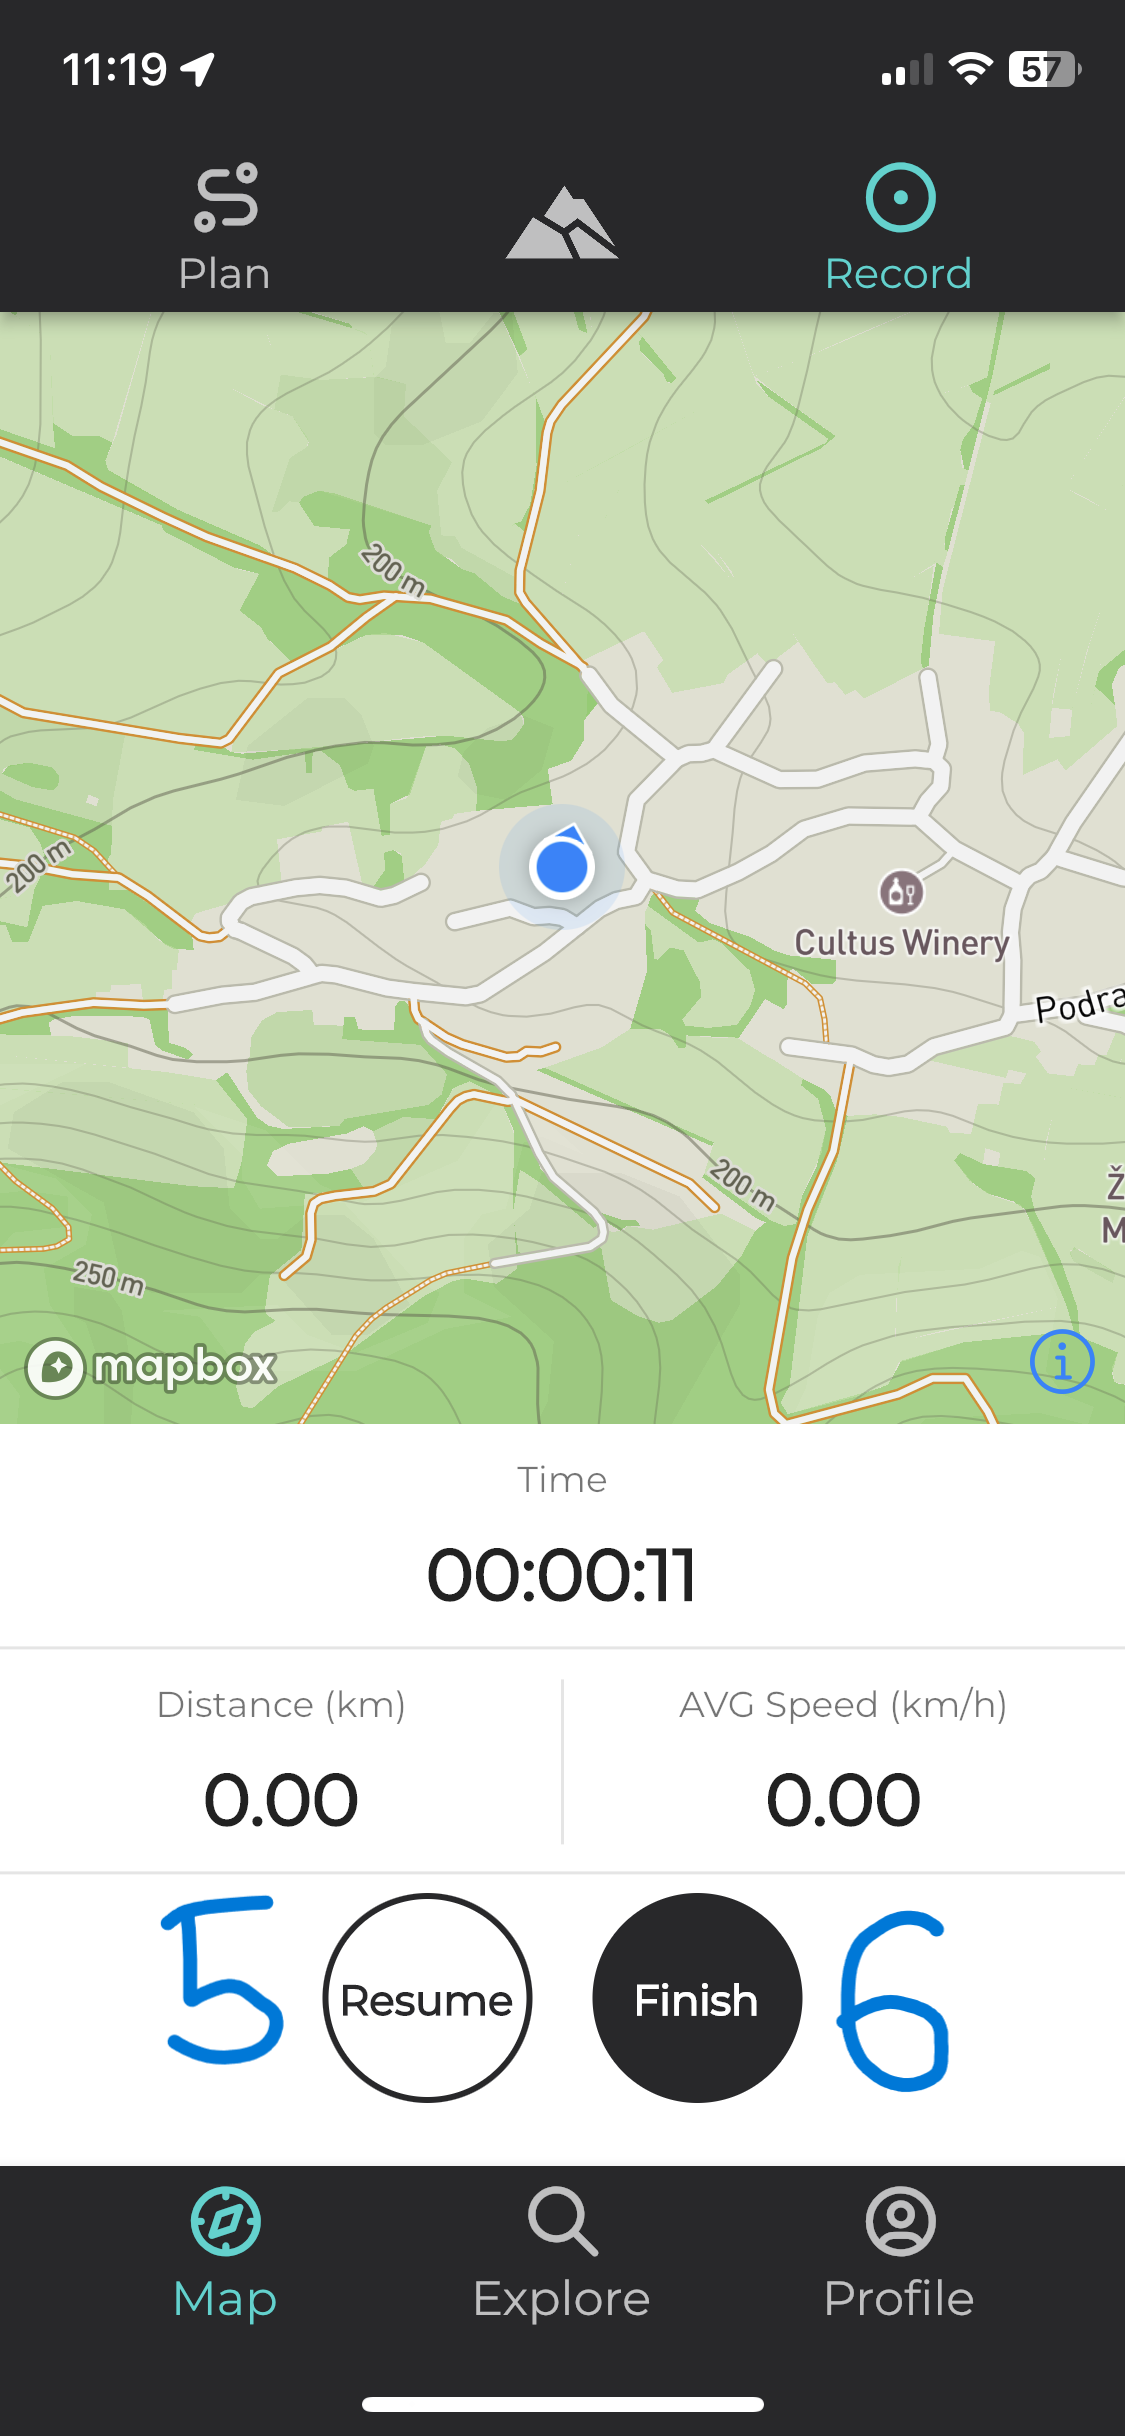 11:19 57
Plan Record
200 m
200 m
Cultus Winery
Podra
200 m
Ž
M
250 m
mapbox
i
Time
00:00:11
Distance (km) AVG Speed (km/h)
0.00 0.00
5 Resume Finish 6
Map Explore Profile